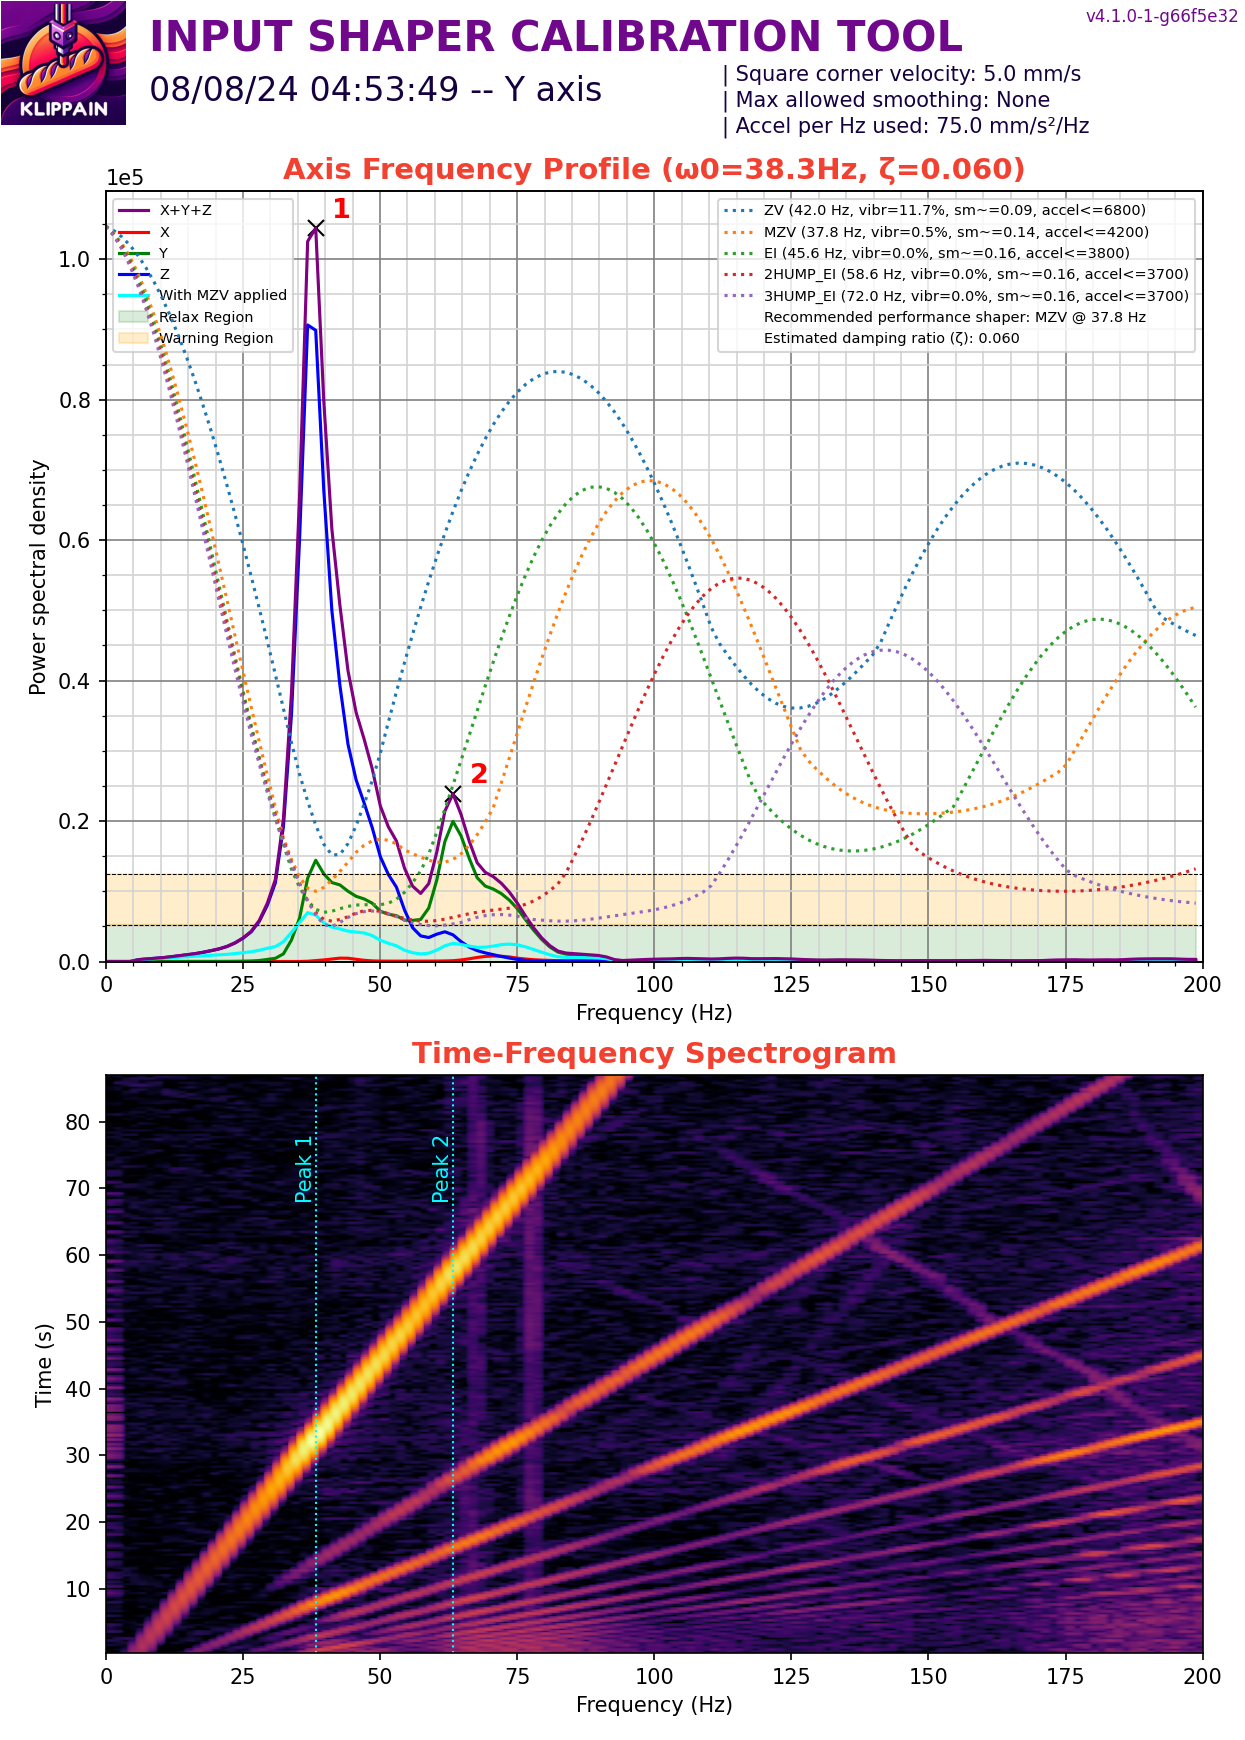 v4.1.0-1-g66f5e32
INPUT SHAPER CALIBRATION TOOL
08/08/24 04:53:49 -- Y axis
| Square corner velocity: 5.0 mm/s
| Max allowed smoothing: None
| Accel per Hz used: 75.0 mm/s²/Hz
KLIPPAIN
Axis Frequency Profile (ω0=38.3Hz, ζ=0.060)
1e5
X+Y+Z
X
Y
Z
With MZV applied
Relax Region
Warning Region
1
2
ZV (42.0 Hz, vibr=11.7%, sm~=0.09, accel<=6800)
MZV (37.8 Hz, vibr=0.5%, sm~=0.14, accel<=4200)
EI (45.6 Hz, vibr=0.0%, sm~=0.16, accel<=3800)
2HUMP_EI (58.6 Hz, vibr=0.0%, sm~=0.16, accel<=3700)
3HUMP_EI (72.0 Hz, vibr=0.0%, sm~=0.16, accel<=3700)
Recommended performance shaper: MZV @ 37.8 Hz
Estimated damping ratio (ζ): 0.060
Power spectral density
1.0
0.8
0.6
0.4
0.2
0.0
0 25 50 75 100 125 150 175 200
Frequency (Hz)
Time-Frequency Spectrogram
Time (s)
80
70
60
50
40
30
20
10
Peak 1
Peak 2
0 25 50 75 100 125 150 175 200
Frequency (Hz)